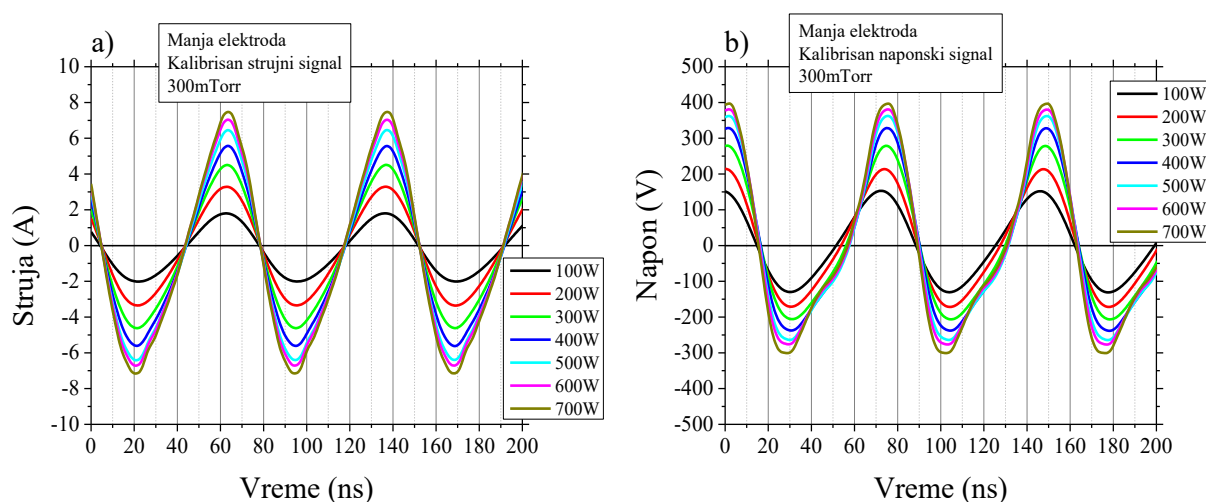 a)
Manja elektroda
Kalibrisan strujni signal
300mTorr
Struja (A)
10
8
6
4
2
0
-2
-4
-6
-8
-10
0 20 40 60 80 100 120 140 160 180 200
Vreme (ns)
100W
200W
300W
400W
500W
600W
700W
b)
Manja elektroda
Kalibrisan naponski signal
300mTorr
Napon (V)
500
400
300
200
100
0
-100
-200
-300
-400
-500
0 20 40 60 80 100 120 140 160 180 200
Vreme (ns)
100W
200W
300W
400W
500W
600W
700W